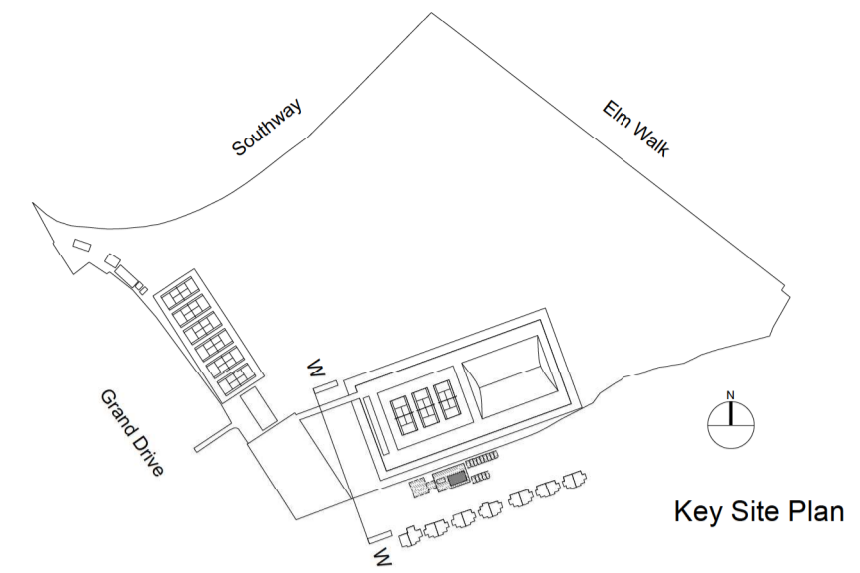 Southway
Elm Walk
W
Grand Drive
N
Key Site Plan
W